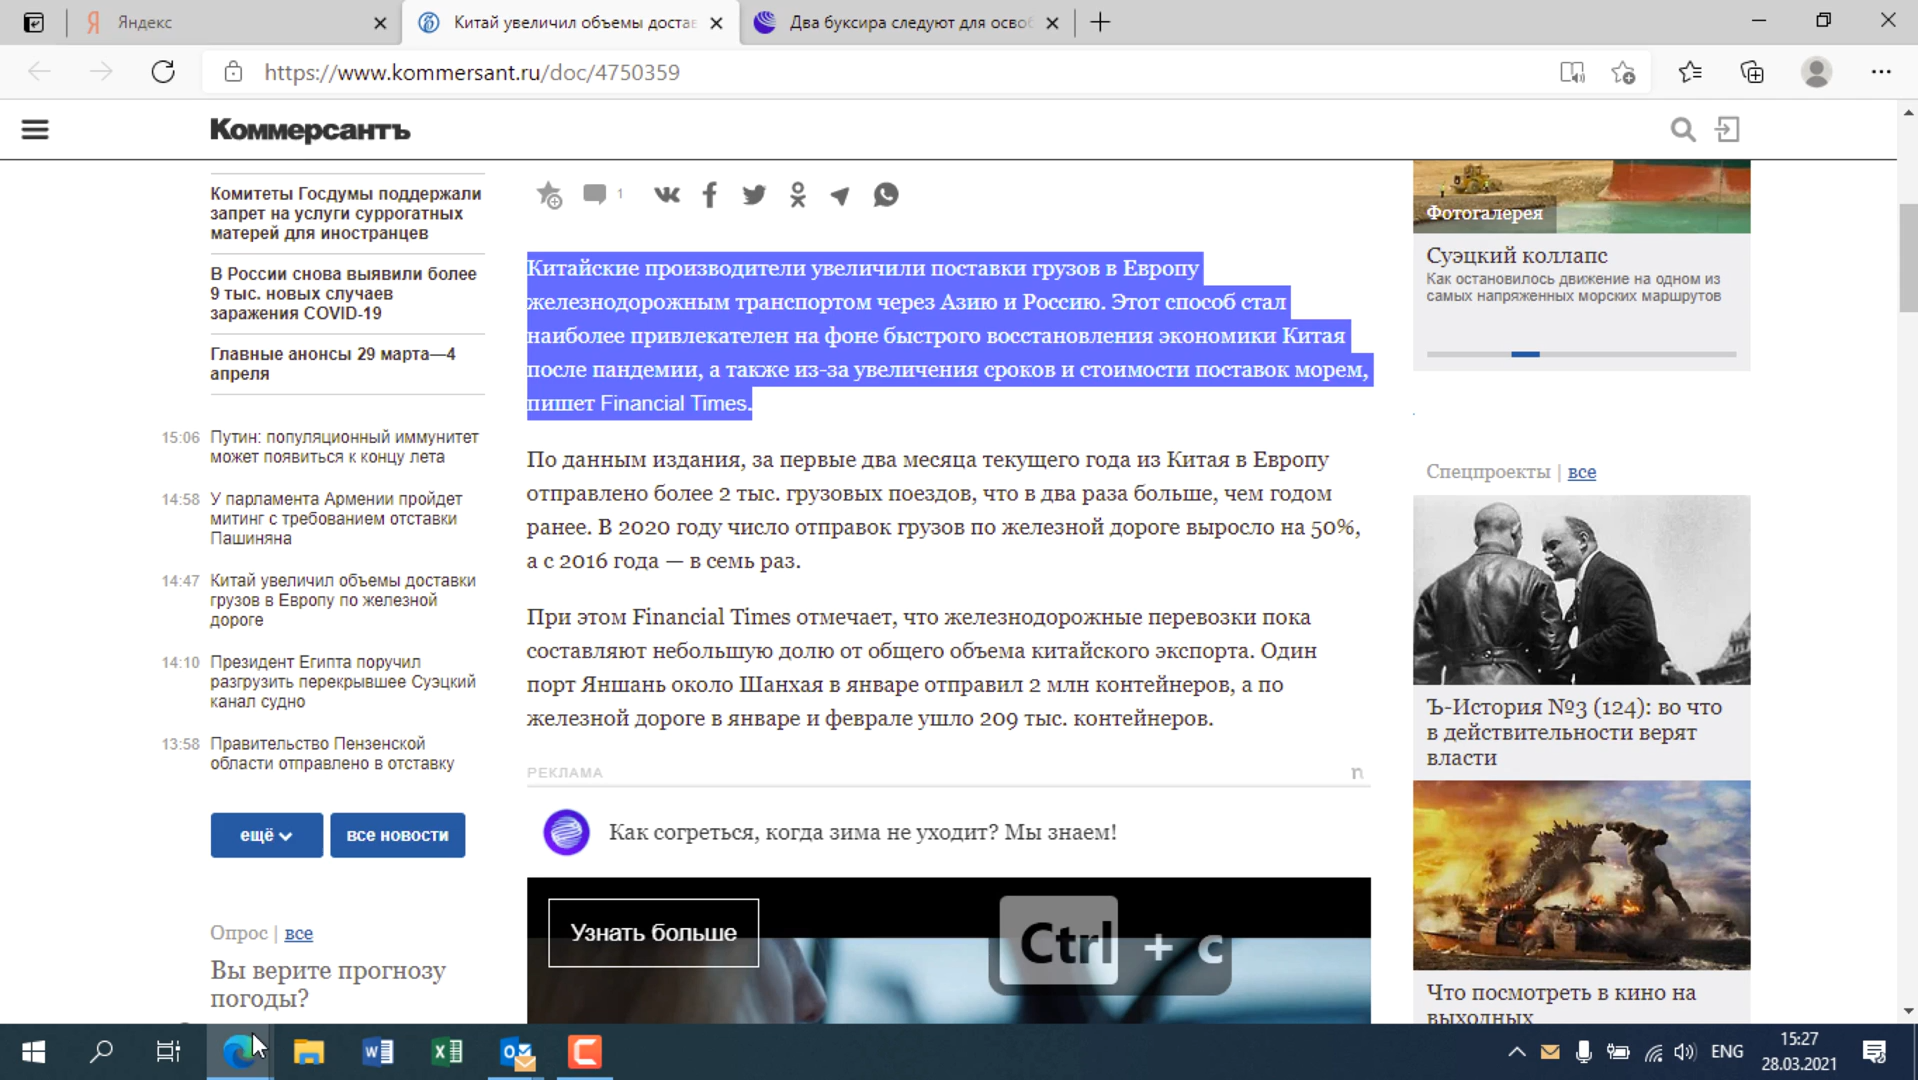 Яндекс
Китай увеличил объемы достав
Два буксира следуют для освоб
https://www.kommersant.ru/doc/4750359
Коммерсантъ
Комитеты Госдумы поддержали
запрет на услуги суррогатных
матерей для иностранцев
В России снова выявили более
9 тыс. новых случаев
заражения COVID-19
Главные анонсы 29 марта—4
апреля
15:06 Путин: популяционный иммунитет
может появиться к концу лета
14:58 У парламента Армении пройдет
митинг с требованием отставки
Пашиняна
14:47 Китай увеличил объемы доставки
грузов в Европу по железной
дороге
14:10 Президент Египта поручил
разгрузить перекрывшее Суэцкий
канал судно
13:58 Правительство Пензенской
области отправлено в отставку
ещё
все новости
Опрос | все
Вы верите прогнозу
погоды?
1
Китайские производители увеличили поставки грузов в Европу
железнодорожным транспортом через Азию и Россию. Этот способ стал
наиболее привлекателен на фоне быстрого восстановления экономики Китая
после пандемии, а также из-за увеличения сроков и стоимости поставок морем,
пишет Financial Times.
По данным издания, за первые два месяца текущего года из Китая в Европу
отправлено более 2 тыс. грузовых поездов, что в два раза больше, чем годом
ранее. В 2020 году число отправок грузов по железной дороге выросло на 50%,
а с 2016 года — в семь раз.
При этом Financial Times отмечает, что железнодорожные перевозки пока
составляют небольшую долю от общего объема китайского экспорта. Один
порт Яншань около Шанхая в январе отправил 2 млн контейнеров, а по
железной дороге в январе и феврале ушло 209 тыс. контейнеров.
РЕКЛАМА
n
Как согреться, когда зима не уходит? Мы знаем!
Узнать больше
Ctrl + c
Фотогалерея
Суэцкий коллапс
Как остановилось движение на одном из
самых напряженных морских маршрутов
Спецпроекты | все
Ъ-История №3 (124): во что
в действительности верят
власти
Что посмотреть в кино на
выходных
ENG
15:27
28.03.2021